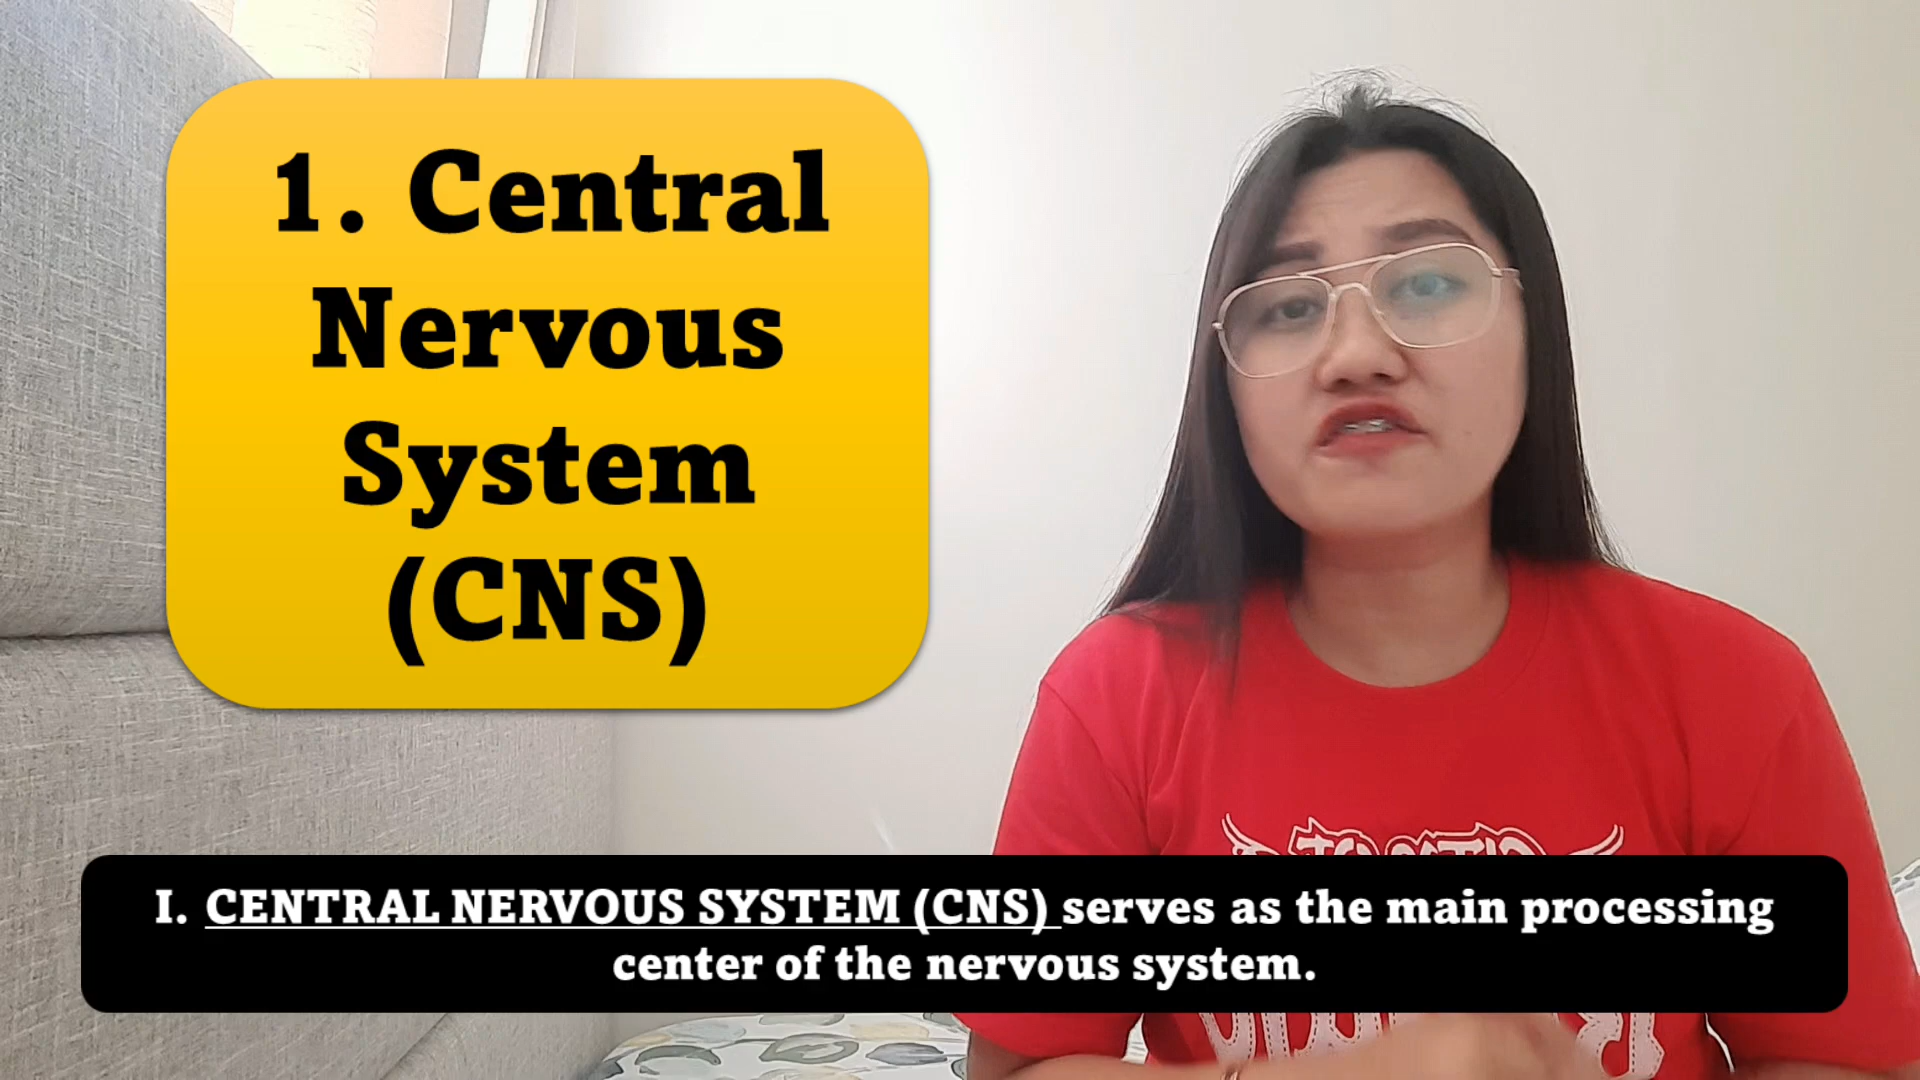 1. Central
Nervous
System
(CNS)
I. CENTRAL NERVOUS SYSTEM (CNS) serves as the main processing
center of the nervous system.